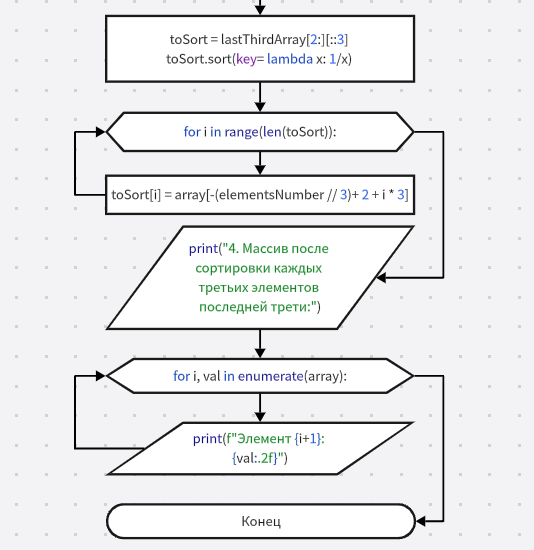 toSort = lastThirdArray[2:][::3]
toSort.sort(key= lambda x: 1/x)
for i in range(len(toSort)):
toSort[i] = array[-(elementsNumber // 3)+ 2 + i * 3]
print("4. Массив после
сортировки каждых
третьих элементов
последней трети:")
for i, val in enumerate(array):
print(f"Элемент {i+1}:
{val:.2f}")
Конец